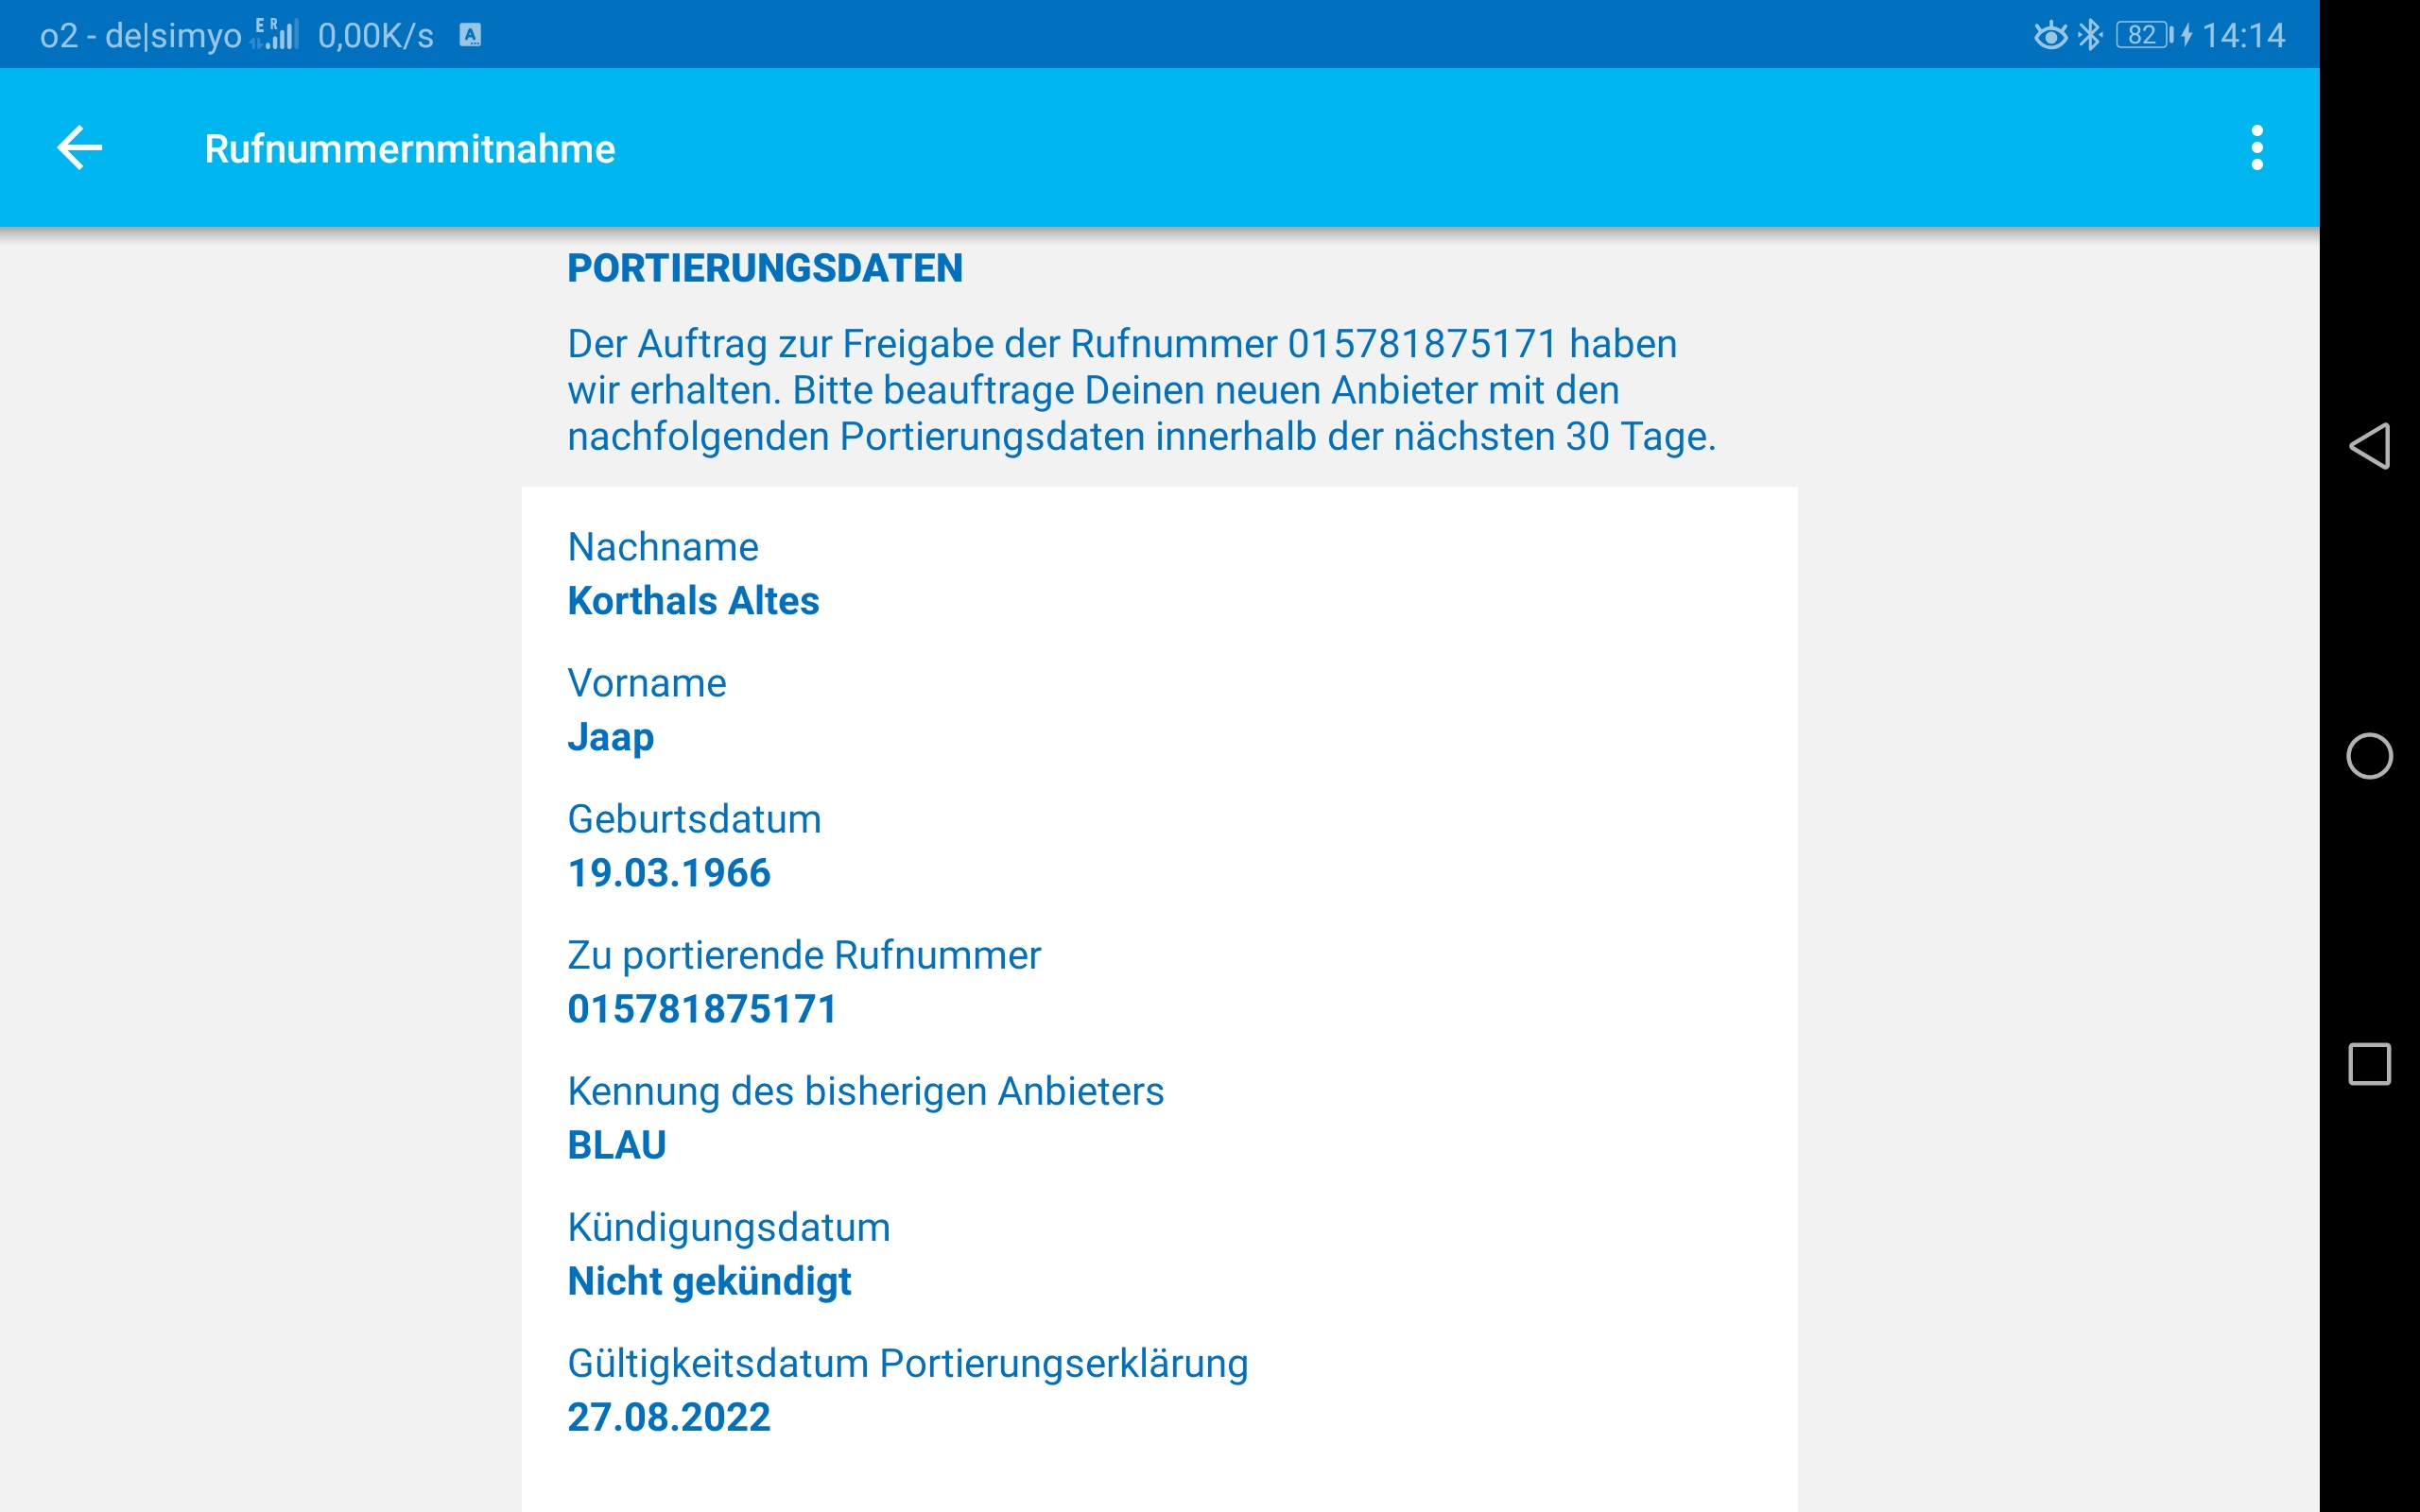 o2 - de|simyo E R 0,00K/s A 82 14:14
Rufnummernmitnahme
PORTIERUNGSDATEN
Der Auftrag zur Freigabe der Rufnummer 015781875171 haben
wir erhalten. Bitte beauftrage Deinen neuen Anbieter mit den
nachfolgenden Portierungsdaten innerhalb der nächsten 30 Tage.
Nachname
Korthals Altes
Vorname
Jaap
Geburtsdatum
19.03.1966
Zu portierende Rufnummer
015781875171
Kennung des bisherigen Anbieters
BLAU
Kündigungsdatum
Nicht gekündigt
Gültigkeitsdatum Portierungserklärung
27.08.2022